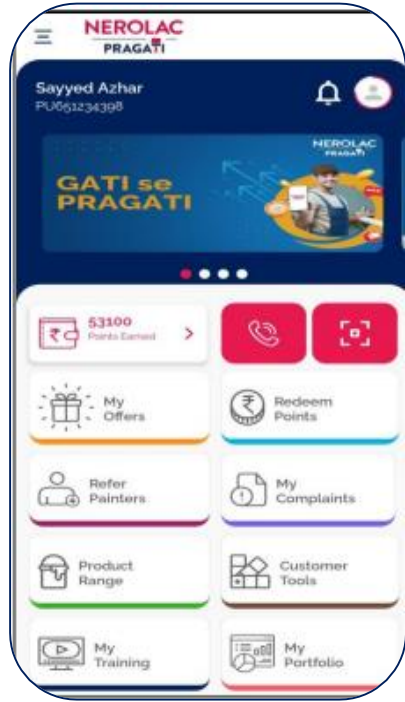 NEROLAC
PRAGATI
Sayyed Azhar
PU651234398
NEROLAC
PRAGATI
GATI se
PRAGATI
53100
Points Earned
My
Offers
Redeem
Points
Refer
Painters
My
Complaints
Product
Range
Customer
Tools
My
Training
My
Portfolio